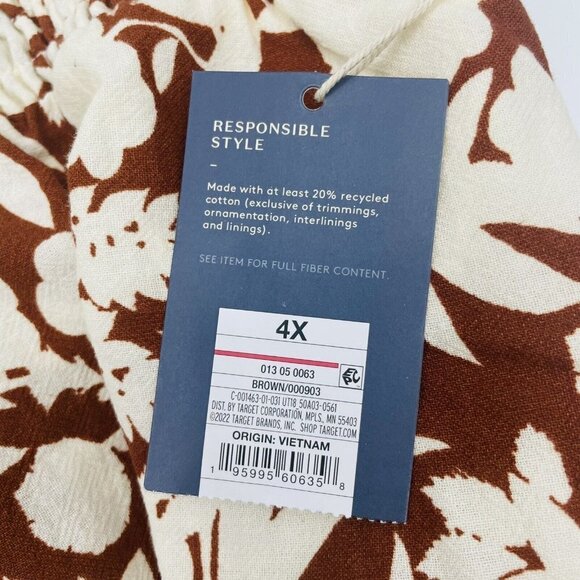 RESPONSIBLE
STYLE
–
Made with at least 20% recycled
cotton (exclusive of trimmings,
ornamentation, interlinings
and linings).
SEE ITEM FOR FULL FIBER CONTENT.
4X
013 05 0063
BROWN/000903
C-001463-01-031 UT18_50A03-0561
DIST. BY TARGET CORPORATION, MPLS, MN 55403
©2022 TARGET BRANDS, INC. SHOP TARGET.COM
ORIGIN: VIETNAM
1 95995 60635 8